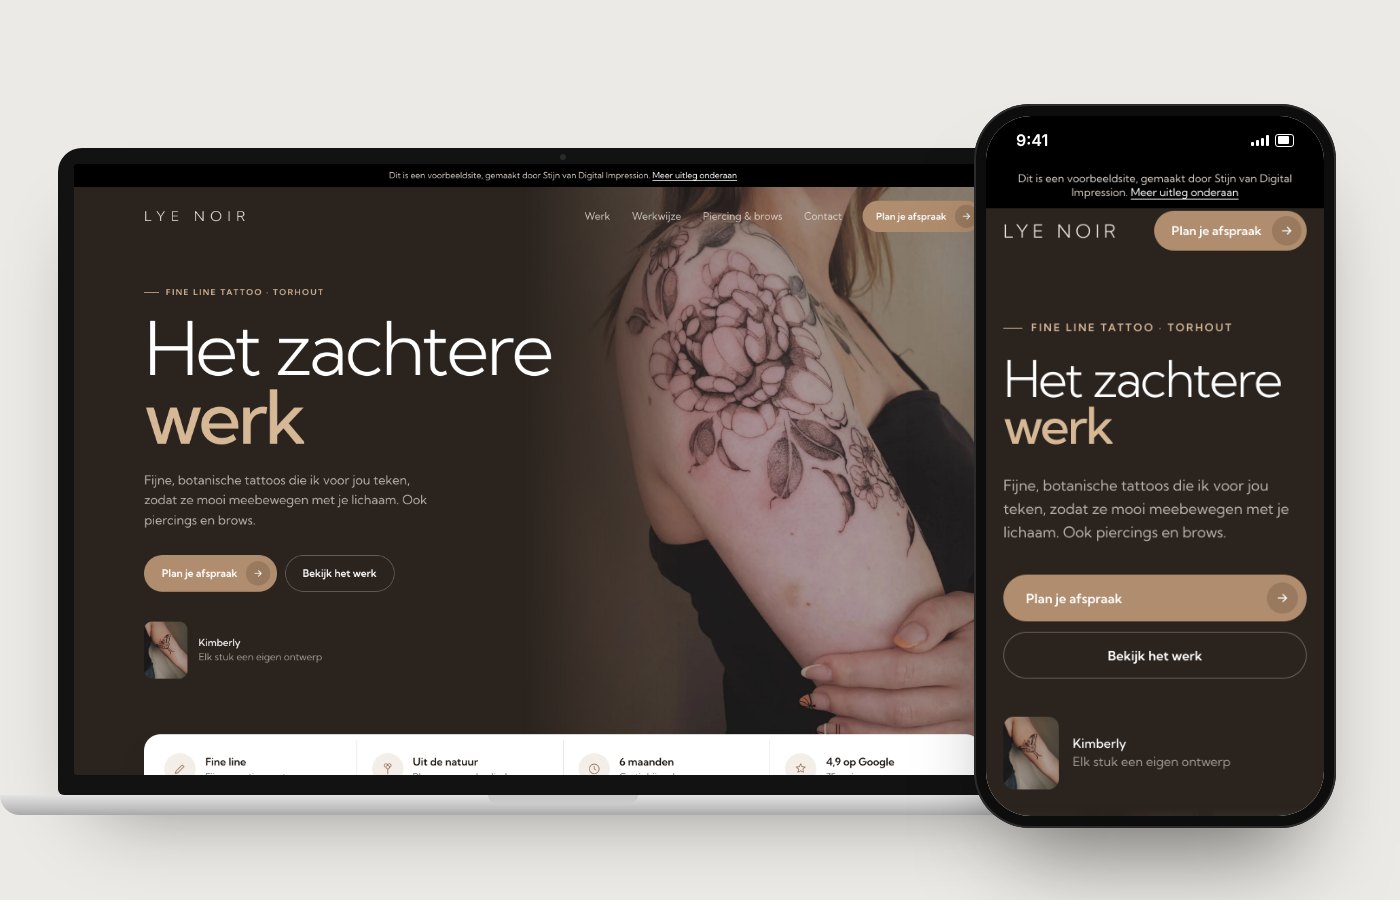 Dit is een voorbeeldsite, gemaakt door Stijn van Digital Impression. Meer uitleg onderaan
LYE NOIR
Werk
Werkwijze
Piercing & brows
Contact
Plan je afspraak
FINE LINE TATTOO · TORHOUT
Het zachtere
werk
Fijne, botanische tattoos die ik voor jou teken,
zodat ze mooi meebewegen met je lichaam. Ook
piercings en brows.
Plan je afspraak
Bekijk het werk
Kimberly
Elk stuk een eigen ontwerp
Fine line
Uit de natuur
6 maanden
4,9 op Google
9:41
Dit is een voorbeeldsite, gemaakt door Stijn van Digital
Impression. Meer uitleg onderaan
LYE NOIR
Plan je afspraak
FINE LINE TATTOO · TORHOUT
Het zachtere
werk
Fijne, botanische tattoos die ik voor jou
teken, zodat ze mooi meebewegen met je
lichaam. Ook piercings en brows.
Plan je afspraak
Bekijk het werk
Kimberly
Elk stuk een eigen ontwerp